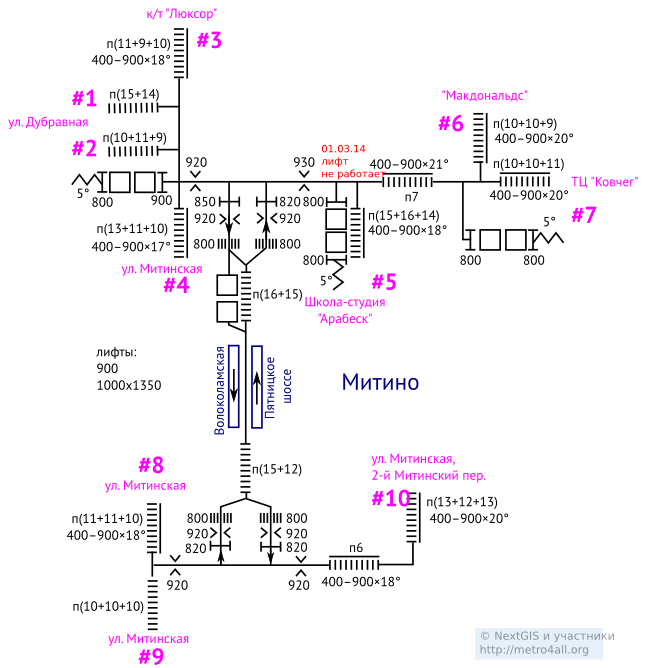 к/т "Люксор"
#3
п(11+9+10)
400–900×18°
#1
п(15+14)
ул. Дубравная
#2
п(10+11+9)
5°
800
900
920
930
01.03.14
лифт
не работает
400–900×21°
п7
"Макдональдс"
#6
п(10+10+9)
400–900×20°
п(10+10+11)
400–900×20°
ТЦ "Ковчег"
#7
5°
800
800
п(13+11+10)
400–900×17°
ул. Митинская
#4
850
920
800
820
920
800
800
п(15+16+14)
400–900×18°
800
5°
#5
Школа-студия
"Арабеск"
п(16+15)
лифты:
900
1000х1350
Волоколамская
Пятницкое
шоссе
Митино
п(15+12)
#8
ул. Митинская
п(11+11+10)
400–900×18°
800
920
820
800
920
820
920
920
п(10+10+10)
ул. Митинская
#9
п6
400–900×18°
ул. Митинская,
2-й Митинский пер.
#10
п(13+12+13)
400–900×20°
© NextGIS и участники
http://metro4all.org